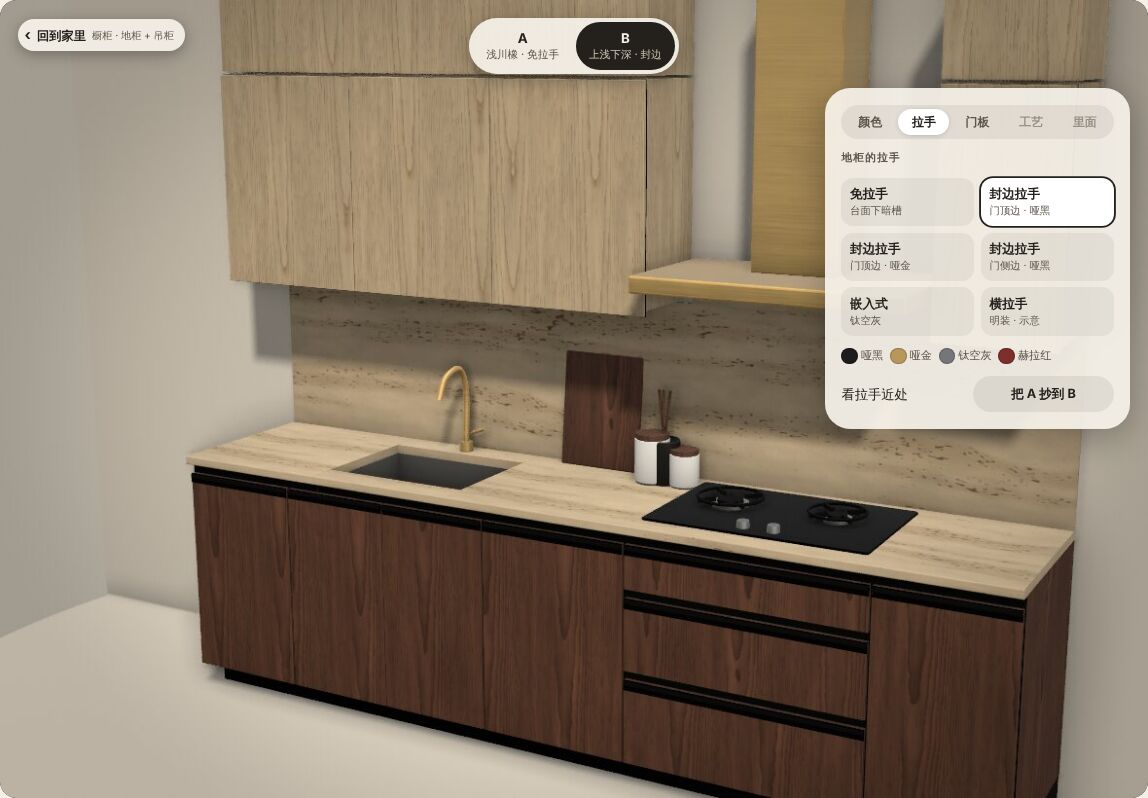 ‹ 回到家里 橱柜 · 地柜 + 吊柜
A
浅川橡 · 免拉手
B
上浅下深 · 封边
颜色 拉手 门板 工艺 里面
地柜的拉手
免拉手
台面下暗槽
封边拉手
门顶边 · 哑黑
封边拉手
门顶边 · 哑金
封边拉手
门侧边 · 哑黑
嵌入式
钛空灰
横拉手
明装 · 示意
哑黑 哑金 钛空灰 赫拉红
看拉手近处 把 A 抄到 B